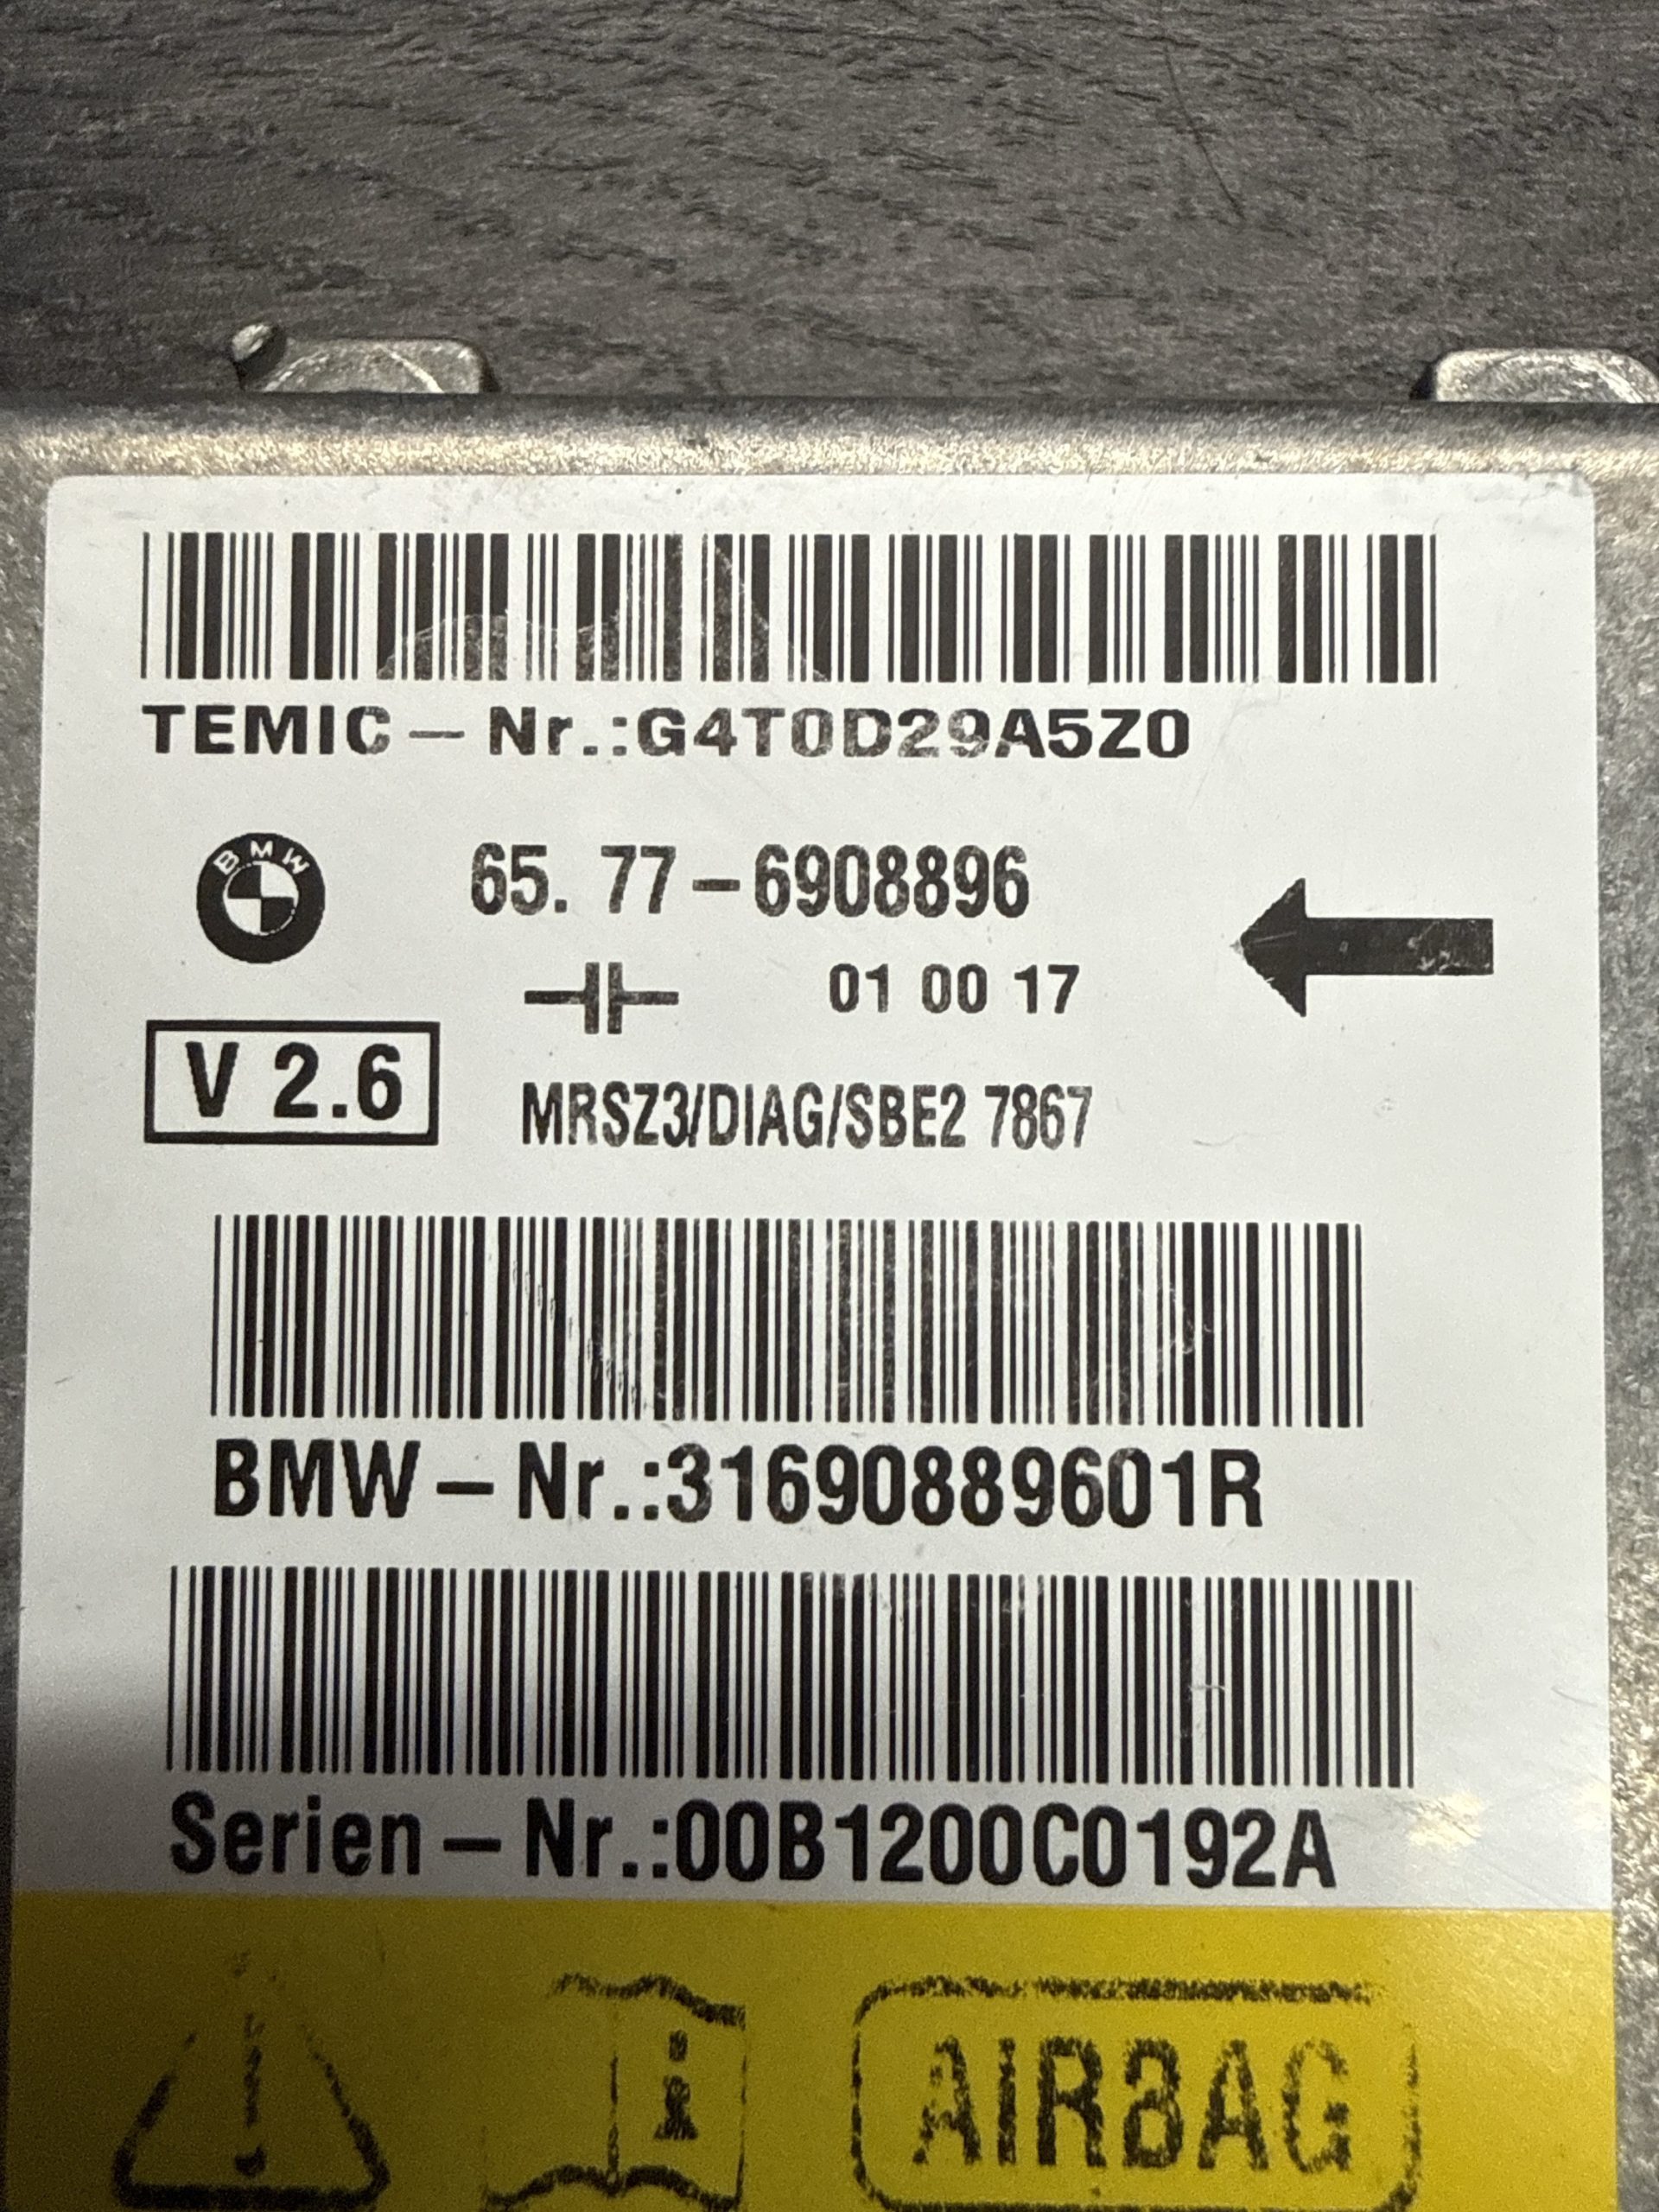 TEMIC – Nr.:G4T0D29A5Z0
BMW
65. 77 – 6908896
01 00 17
V 2.6
MRSZ3/DIAG/SBE2 7867
BMW – Nr.:31690889601R
Serien – Nr.:00B1200C0192A
! i AIRBAG